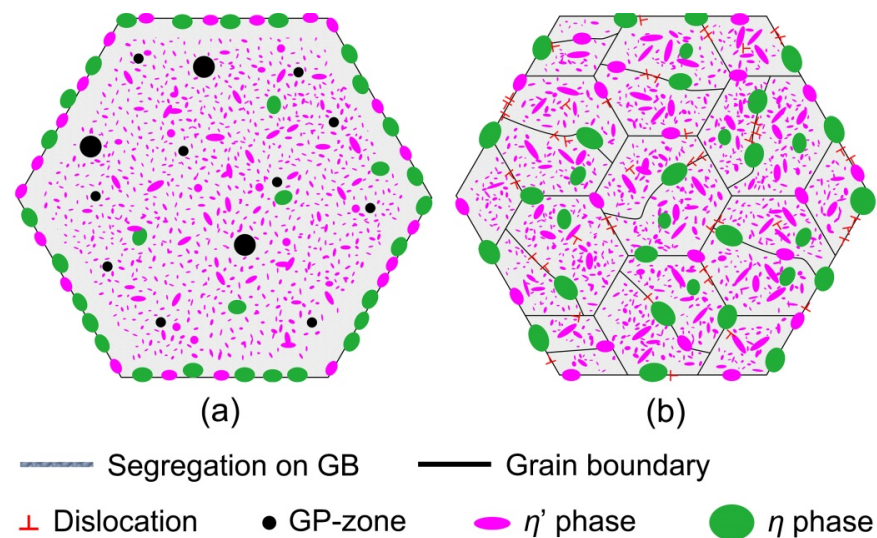 (a) (b)
Segregation on GB Grain boundary
Dislocation GP-zone η' phase η phase